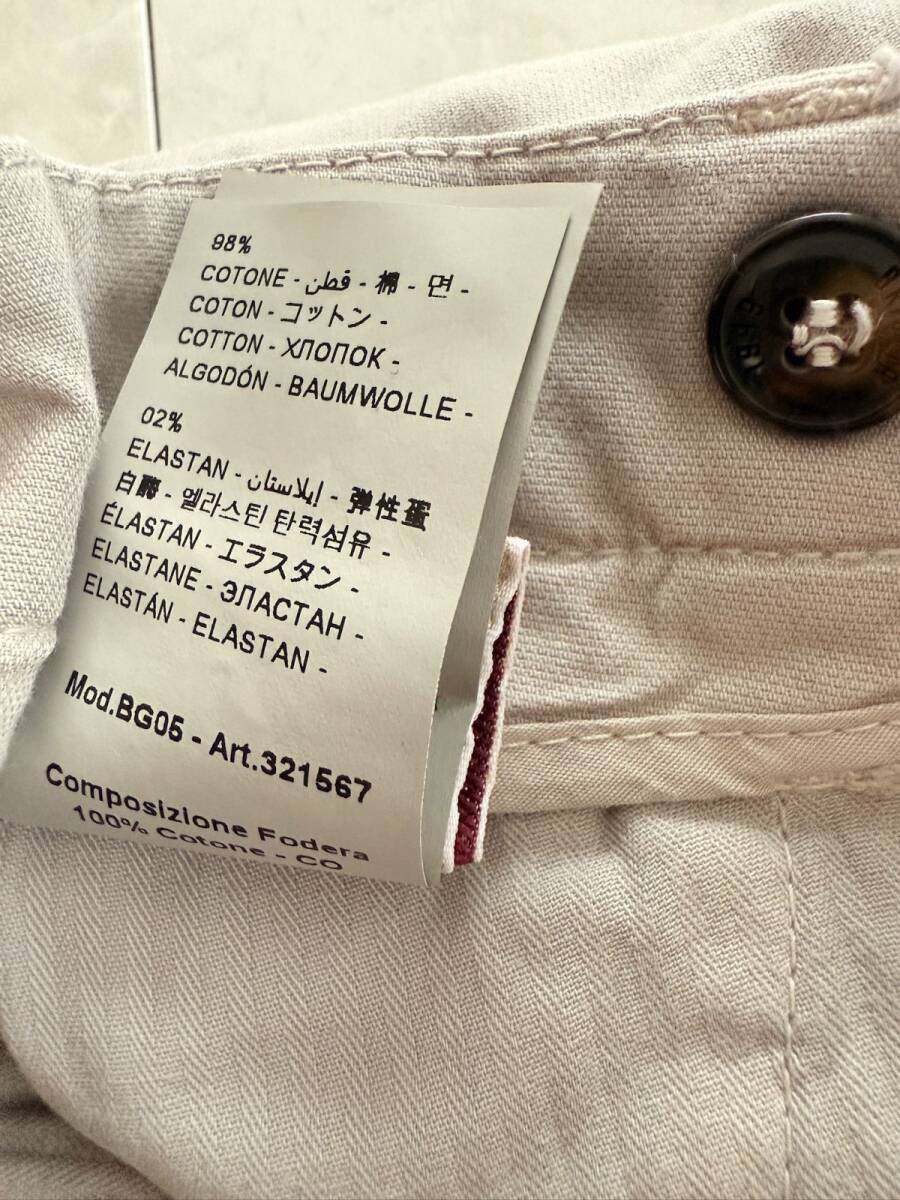 98%
COTONE - قطن - 棉 - 면 -
COTON - コットン -
COTTON - ХЛОПОК -
ALGODÓN - BAUMWOLLE -
02%
ELASTAN - إيلاستان - 弹性蛋
白酶 - 엘라스틴 탄력섬유 -
ÉLASTAN - エラスタン -
ELASTANE - ЭЛАСТАН -
ELASTÁN - ELASTAN -
Mod.BG05 - Art.321567
Composizione Fodera
100% Cotone - CO